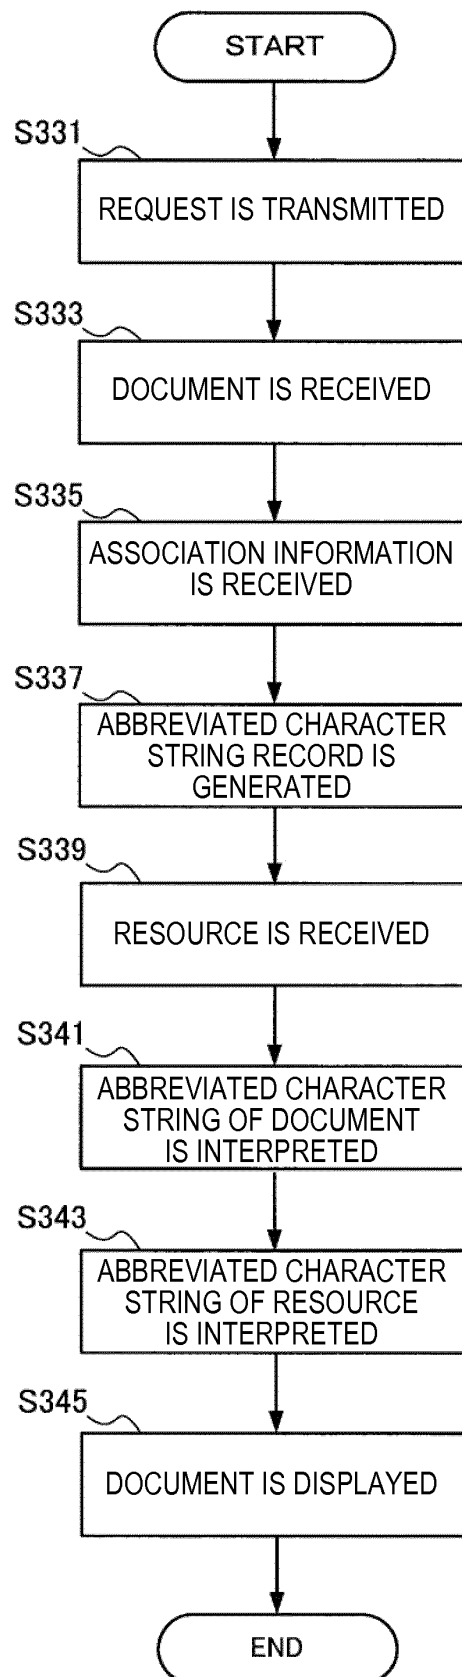 START
S331
REQUEST IS TRANSMITTED
S333
DOCUMENT IS RECEIVED
S335
ASSOCIATION INFORMATION
IS RECEIVED
S337
ABBREVIATED CHARACTER
STRING RECORD IS
GENERATED
S339
RESOURCE IS RECEIVED
S341
ABBREVIATED CHARACTER
STRING OF DOCUMENT
IS INTERPRETED
S343
ABBREVIATED CHARACTER
STRING OF RESOURCE
IS INTERPRETED
S345
DOCUMENT IS DISPLAYED
END